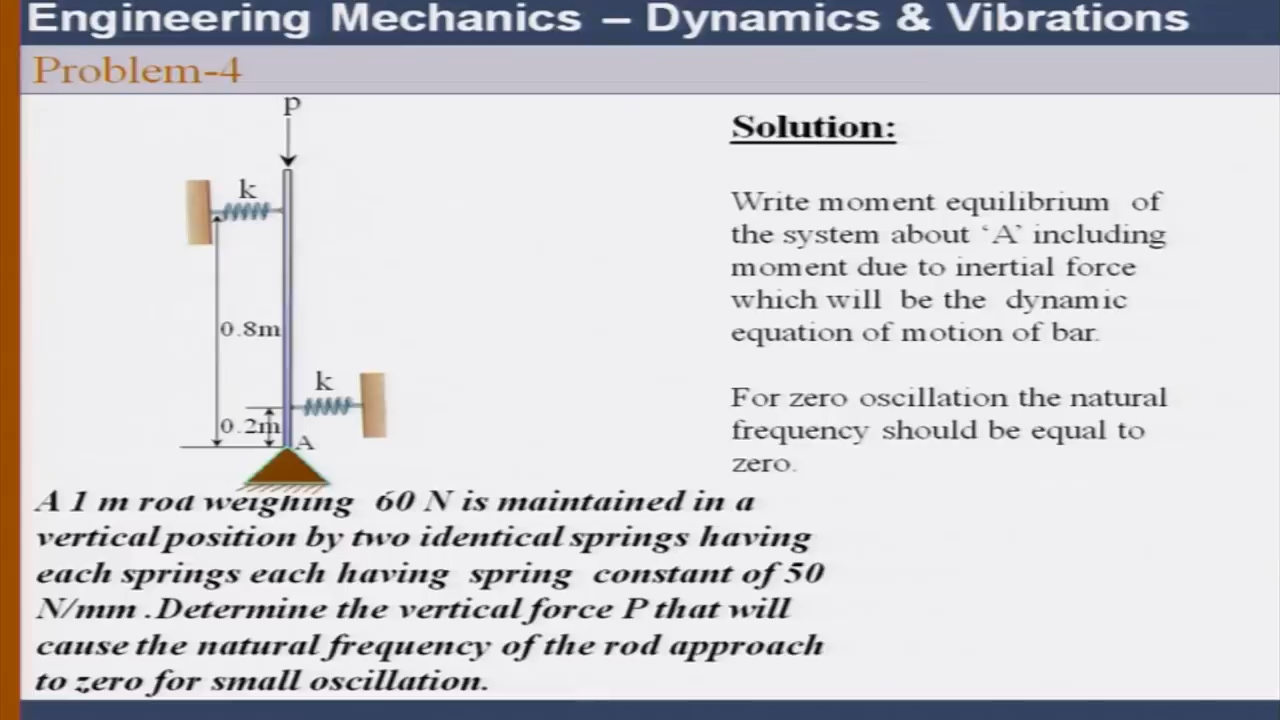 Engineering Mechanics – Dynamics & Vibrations
Problem-4
P
k
0.8m
k
0.2m
A
Solution:
Write moment equilibrium of
the system about ‘A’ including
moment due to inertial force
which will be the dynamic
equation of motion of bar.
For zero oscillation the natural
frequency should be equal to
zero.
A 1 m rod weighing 60 N is maintained in a
vertical position by two identical springs having
each springs each having spring constant of 50
N/mm .Determine the vertical force P that will
cause the natural frequency of the rod approach
to zero for small oscillation.